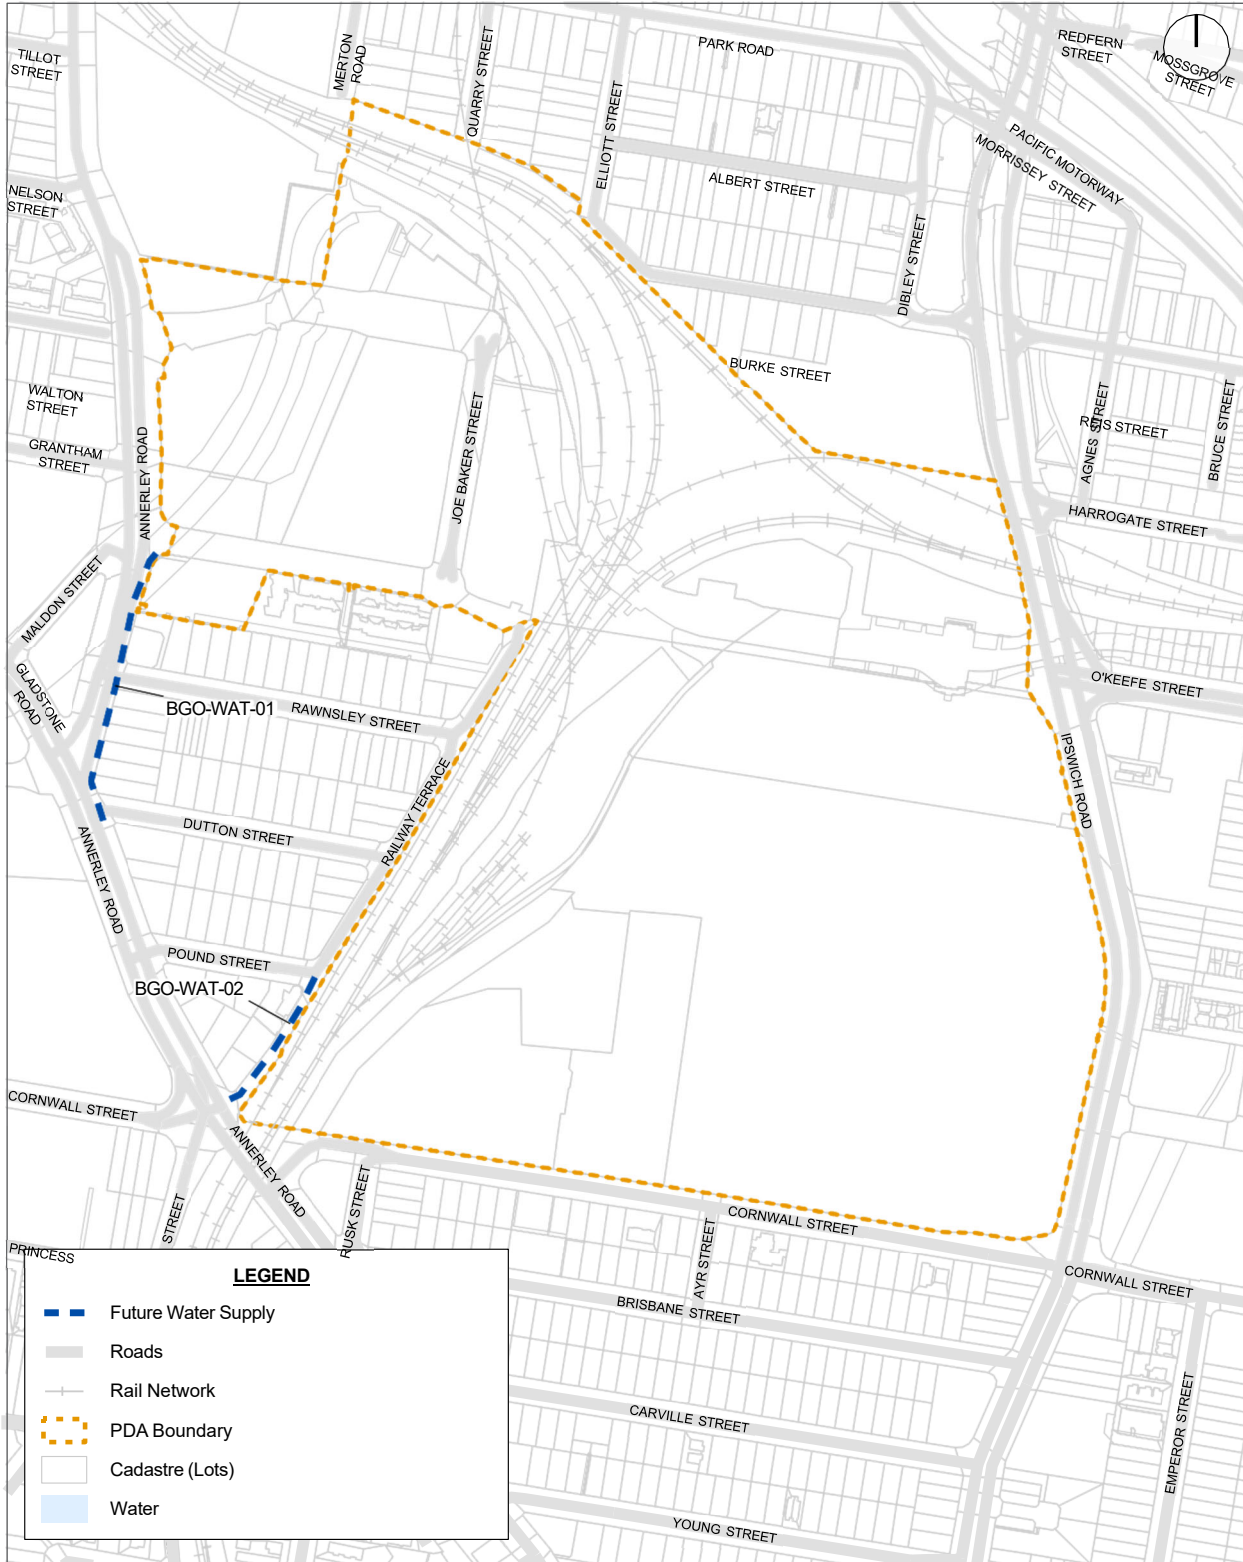 TILLOT
STREET
MERTON
ROAD
QUARRY STREET
PARK ROAD
REDFERN
STREET
MOSSGROVE
STREET
ELLIOTT STREET
PACIFIC MOTORWAY
MORRISSEY STREET
ALBERT STREET
NELSON
STREET
DIBLEY STREET
BURKE STREET
WALTON
STREET
GRANTHAM
STREET
ANNERLEY ROAD
JOE BAKER STREET
REIS STREET
AGNES STREET
BRUCE STREET
HARROGATE STREET
MALDON STREET
GLADSTONE
ROAD
BGO-WAT-01
RAWNSLEY STREET
O'KEEFE STREET
IPSWICH ROAD
RAILWAY TERRACE
DUTTON STREET
ANNERLEY ROAD
POUND STREET
BGO-WAT-02
CORNWALL STREET
ANNERLEY ROAD
STREET
RUSK STREET
CORNWALL STREET
AYR STREET
PRINCESS
CORNWALL STREET
BRISBANE STREET
CARVILLE STREET
EMPEROR STREET
YOUNG STREET
LEGEND
Future Water Supply
Roads
Rail Network
PDA Boundary
Cadastre (Lots)
Water